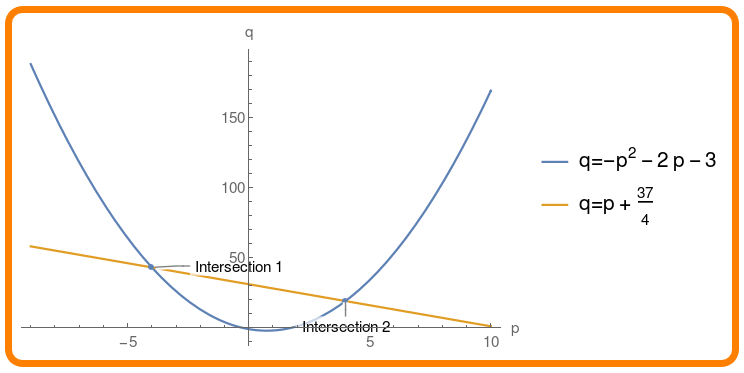 q
150
100
50
Intersection 1
Intersection 2
−5
5
10
p
q=−p² − 2 p − 3
q=p + 37/4